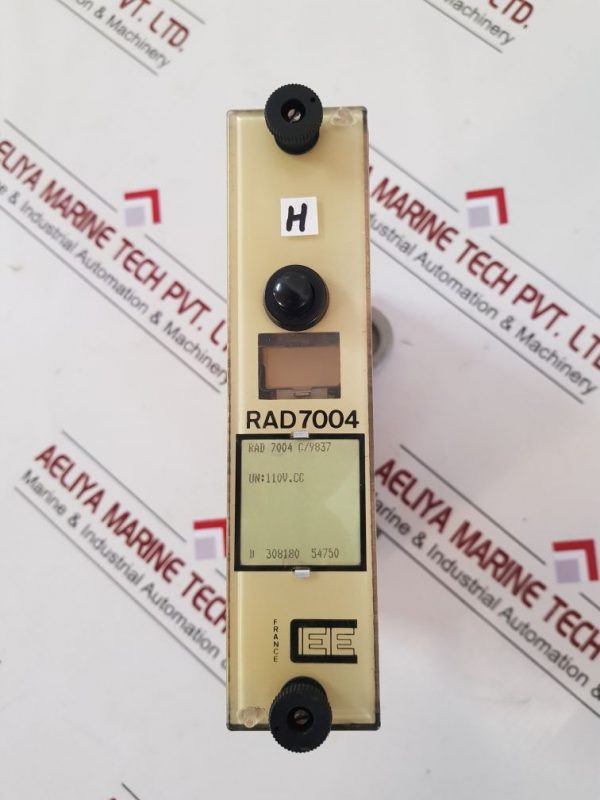 H
RAD7004
RAD 7004 C/9837
UN:110V.CC
D 308180 54750
FRANCE
CEE
PVT. LTD.
Automation & Machinery
AELIYA MARINE TECH PVT. LTD.
Marine & Industrial Automation & Machinery
AELIYA MARINE TECH PVT. LTD.
& Industrial Automation & Machinery
AELIYA MARINE TECH
Marine & Industrial Automation & Machinery
AELIYA MARINE TECH
Marine & Industrial Automation